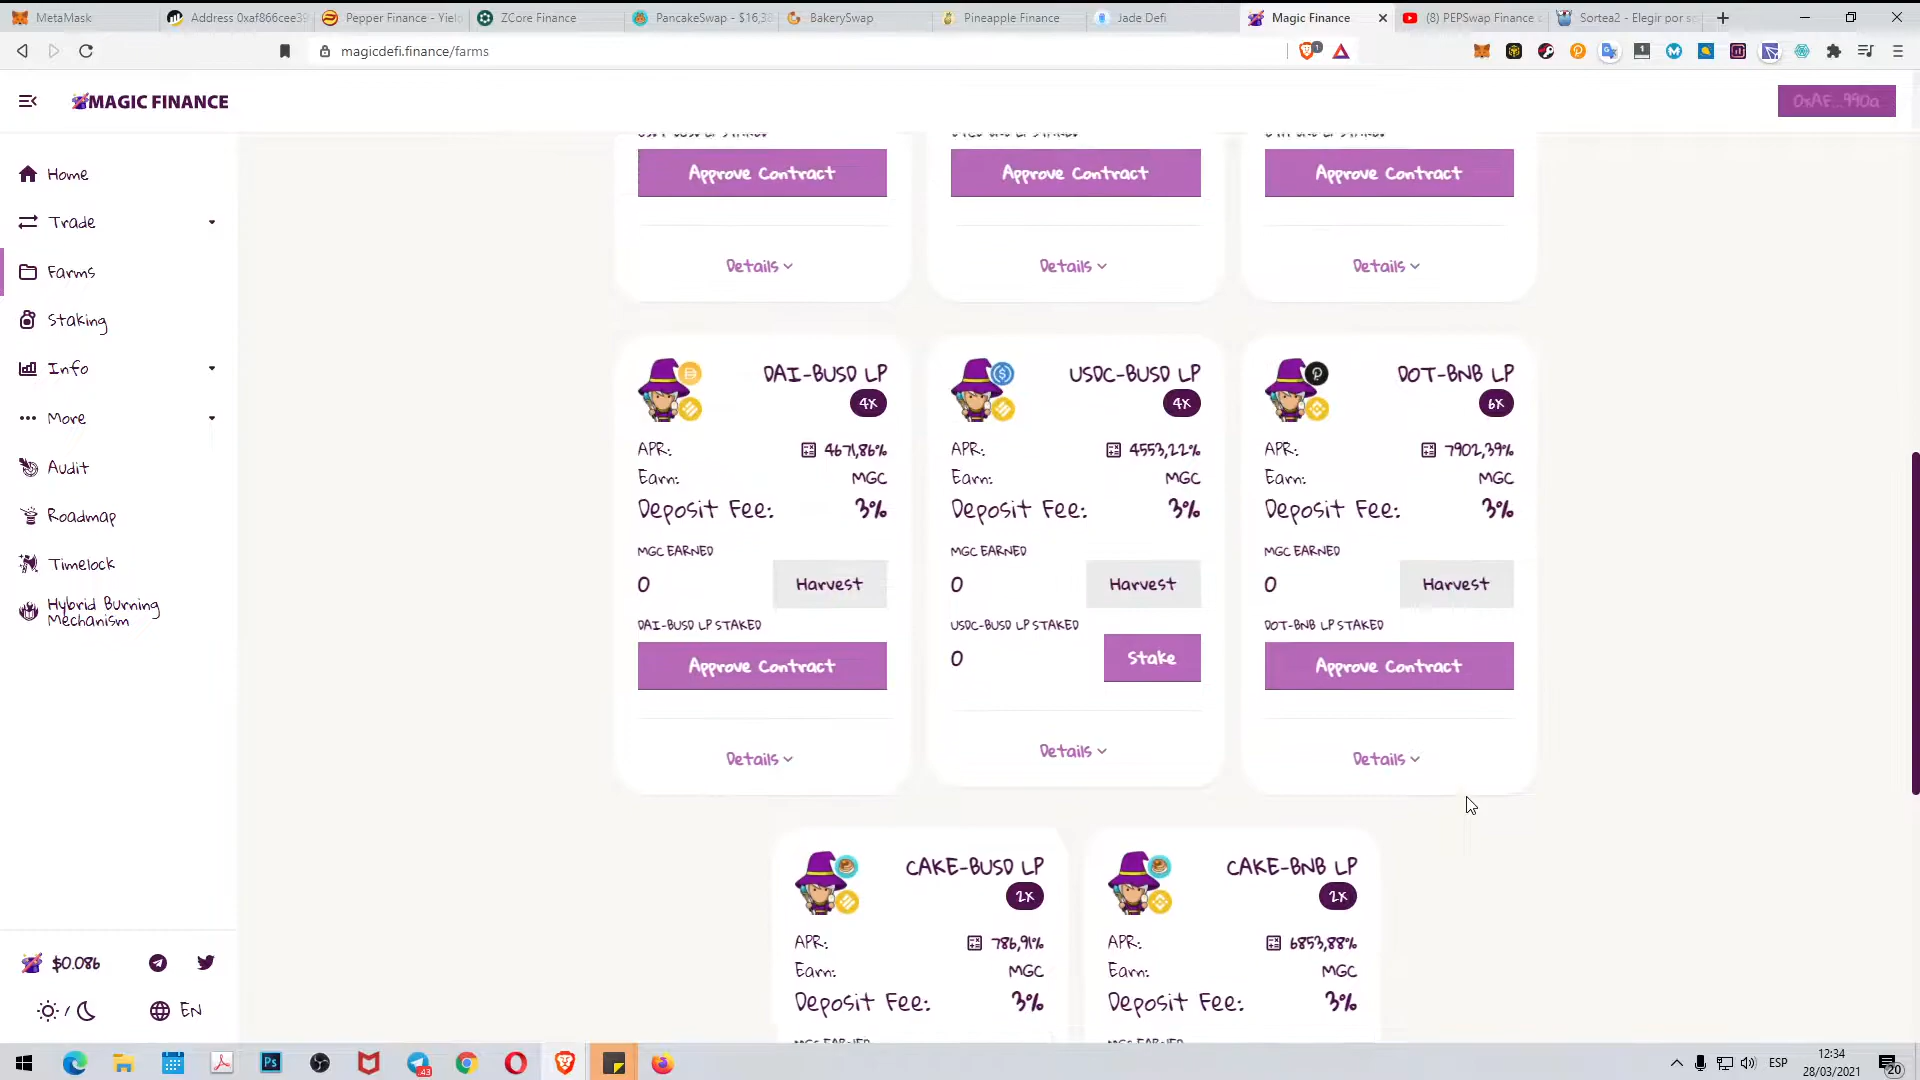 MetaMask
Address 0xaf866cee39
Pepper Finance - Yiel
ZCore Finance
PancakeSwap - $16,3
BakerySwap
Pineapple Finance
Jade Defi
Magic Finance
(8) PEPSwap Finance
Sortea2 - Elegir por s
magicdefi.finance/farms
MAGIC FINANCE
0xAF...990a
Home
Trade
Farms
Staking
Info
More
Audit
Roadmap
Timelock
Hybrid Burning
Mechanism
$0.086
EN
Approve Contract
Approve Contract
Approve Contract
Details
Details
Details
DAI-BUSD LP
4X
APR: 4671,86%
Earn: MGC
Deposit Fee: 3%
MGC EARNED
0 Harvest
DAI-BUSD LP STAKED
Approve Contract
Details
USDC-BUSD LP
4X
APR: 4553,22%
Earn: MGC
Deposit Fee: 3%
MGC EARNED
0 Harvest
USDC-BUSD LP STAKED
0 Stake
Details
DOT-BNB LP
6X
APR: 7902,39%
Earn: MGC
Deposit Fee: 3%
MGC EARNED
0 Harvest
DOT-BNB LP STAKED
Approve Contract
Details
CAKE-BUSD LP
2X
APR: 786,91%
Earn: MGC
Deposit Fee: 3%
CAKE-BNB LP
2X
APR: 6853,88%
Earn: MGC
Deposit Fee: 3%
43
ESP
12:34
28/03/2021
20